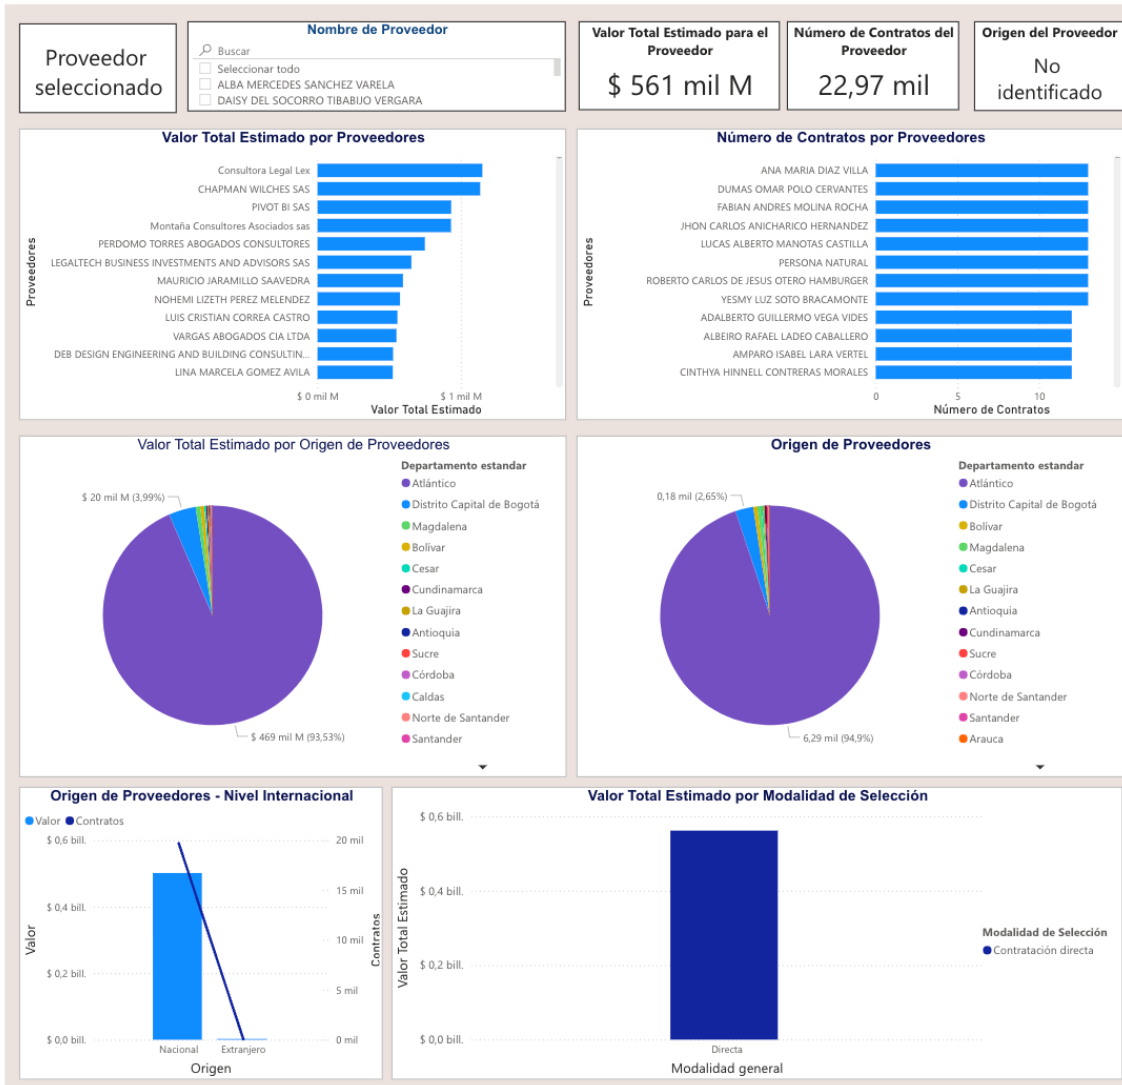 Proveedor
seleccionado
Nombre de Proveedor
Buscar
Seleccionar todo
ALBA MERCEDES SANCHEZ VARELA
DAISY DEL SOCORRO TIBABIJO VERGARA
Valor Total Estimado para el
Proveedor
$ 561 mil M
Número de Contratos del
Proveedor
22,97 mil
Origen del Proveedor
No
identificado
Valor Total Estimado por Proveedores
Proveedores
Consultora Legal Lex
CHAPMAN WILCHES SAS
PIVOT BI SAS
Montaña Consultores Asociados sas
PERDOMO TORRES ABOGADOS CONSULTORES
LEGALTECH BUSINESS INVESTMENTS AND ADVISORS SAS
MAURICIO JARAMILLO SAAVEDRA
NOHEMI LIZETH PEREZ MELENDEZ
LUIS CRISTIAN CORREA CASTRO
VARGAS ABOGADOS CIA LTDA
DEB DESIGN ENGINEERING AND BUILDING CONSULTIN...
LINA MARCELA GOMEZ AVILA
$ 0 mil M
$ 1 mil M
Valor Total Estimado
Número de Contratos por Proveedores
Proveedores
ANA MARIA DIAZ VILLA
DUMAS OMAR POLO CERVANTES
FABIAN ANDRES MOLINA ROCHA
JHON CARLOS ANICHARICO HERNANDEZ
LUCAS ALBERTO MANOTAS CASTILLA
PERSONA NATURAL
ROBERTO CARLOS DE JESUS OTERO HAMBURGER
YESMY LUZ SOTO BRACAMONTE
ADALBERTO GUILLERMO VEGA VIDES
ALBEIRO RAFAEL LADEO CABALLERO
AMPARO ISABEL LARA VERTEL
CINTHYA HINNELL CONTRERAS MORALES
0
5
10
Número de Contratos
Valor Total Estimado por Origen de Proveedores
$ 20 mil M (3,99%)
$ 469 mil M (93,53%)
Departamento estandar
Atlántico
Distrito Capital de Bogotá
Magdalena
Bolívar
Cesar
Cundinamarca
La Guajira
Antioquia
Sucre
Córdoba
Caldas
Norte de Santander
Santander
Origen de Proveedores
0,18 mil (2,65%)
6,29 mil (94,9%)
Departamento estandar
Atlántico
Distrito Capital de Bogotá
Bolívar
Magdalena
Cesar
La Guajira
Antioquia
Cundinamarca
Sucre
Córdoba
Norte de Santander
Santander
Arauca
Origen de Proveedores - Nivel Internacional
Valor
Contratos
Valor
$ 0,6 bill.
$ 0,4 bill.
$ 0,2 bill.
$ 0,0 bill.
20 mil
15 mil
10 mil
5 mil
0 mil
Contratos
Nacional
Extranjero
Origen
Valor Total Estimado por Modalidad de Selección
Valor Total Estimado
$ 0,6 bill.
$ 0,4 bill.
$ 0,2 bill.
$ 0,0 bill.
Directa
Modalidad general
Modalidad de Selección
Contratación directa